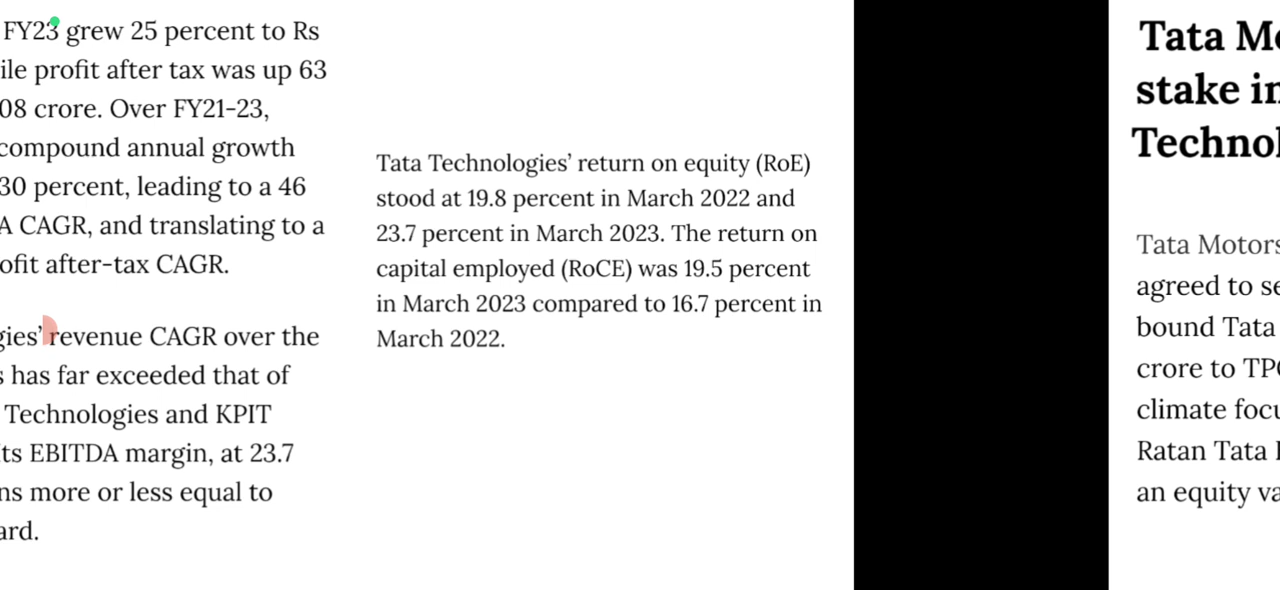 FY23 grew 25 percent to Rs
ile profit after tax was up 63
08 crore. Over FY21-23,
compound annual growth
30 percent, leading to a 46
A CAGR, and translating to a
ofit after-tax CAGR.
gies' revenue CAGR over the
s has far exceeded that of
Technologies and KPIT
its EBITDA margin, at 23.7
ns more or less equal to
ard.
Tata Technologies' return on equity (RoE)
stood at 19.8 percent in March 2022 and
23.7 percent in March 2023. The return on
capital employed (RoCE) was 19.5 percent
in March 2023 compared to 16.7 percent in
March 2022.
Tata Mo
stake in
Technol
Tata Motors
agreed to se
bound Tata
crore to TPG
climate focu
Ratan Tata
an equity va